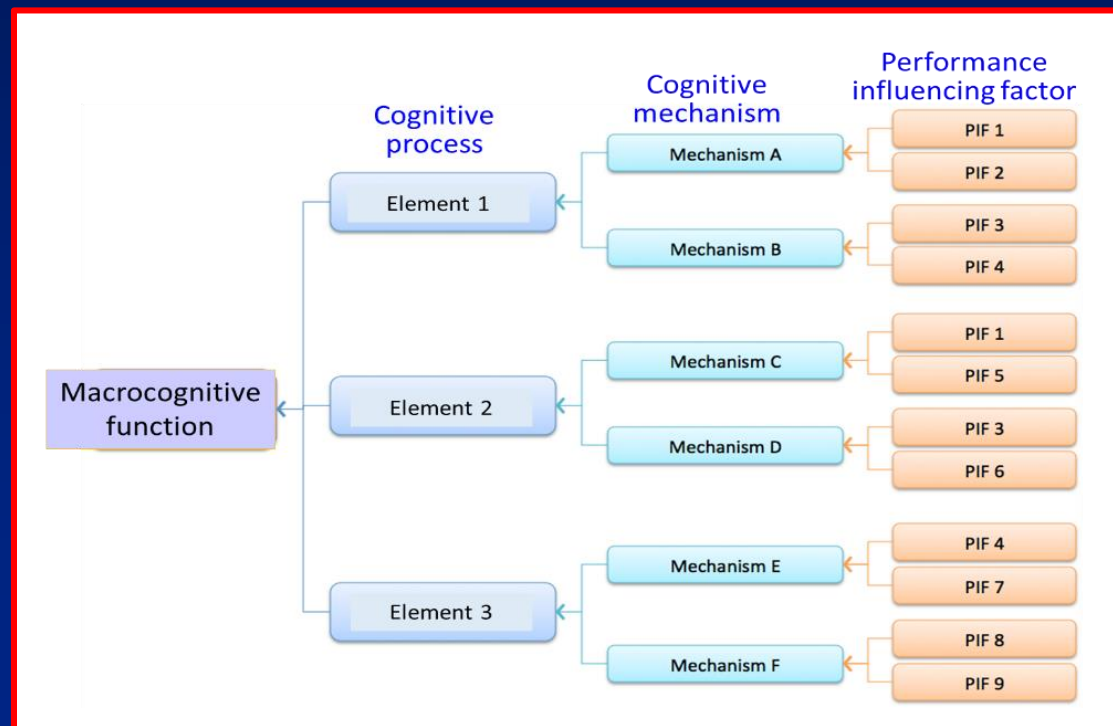 Performance
influencing factor
Cognitive
mechanism
Cognitive
process
PIF 1
Mechanism A
PIF 2
Element 1
PIF 3
Mechanism B
PIF 4
PIF 1
Mechanism C
PIF 5
Macrocognitive
function
Element 2
PIF 3
Mechanism D
PIF 6
PIF 4
Mechanism E
PIF 7
Element 3
PIF 8
Mechanism F
PIF 9